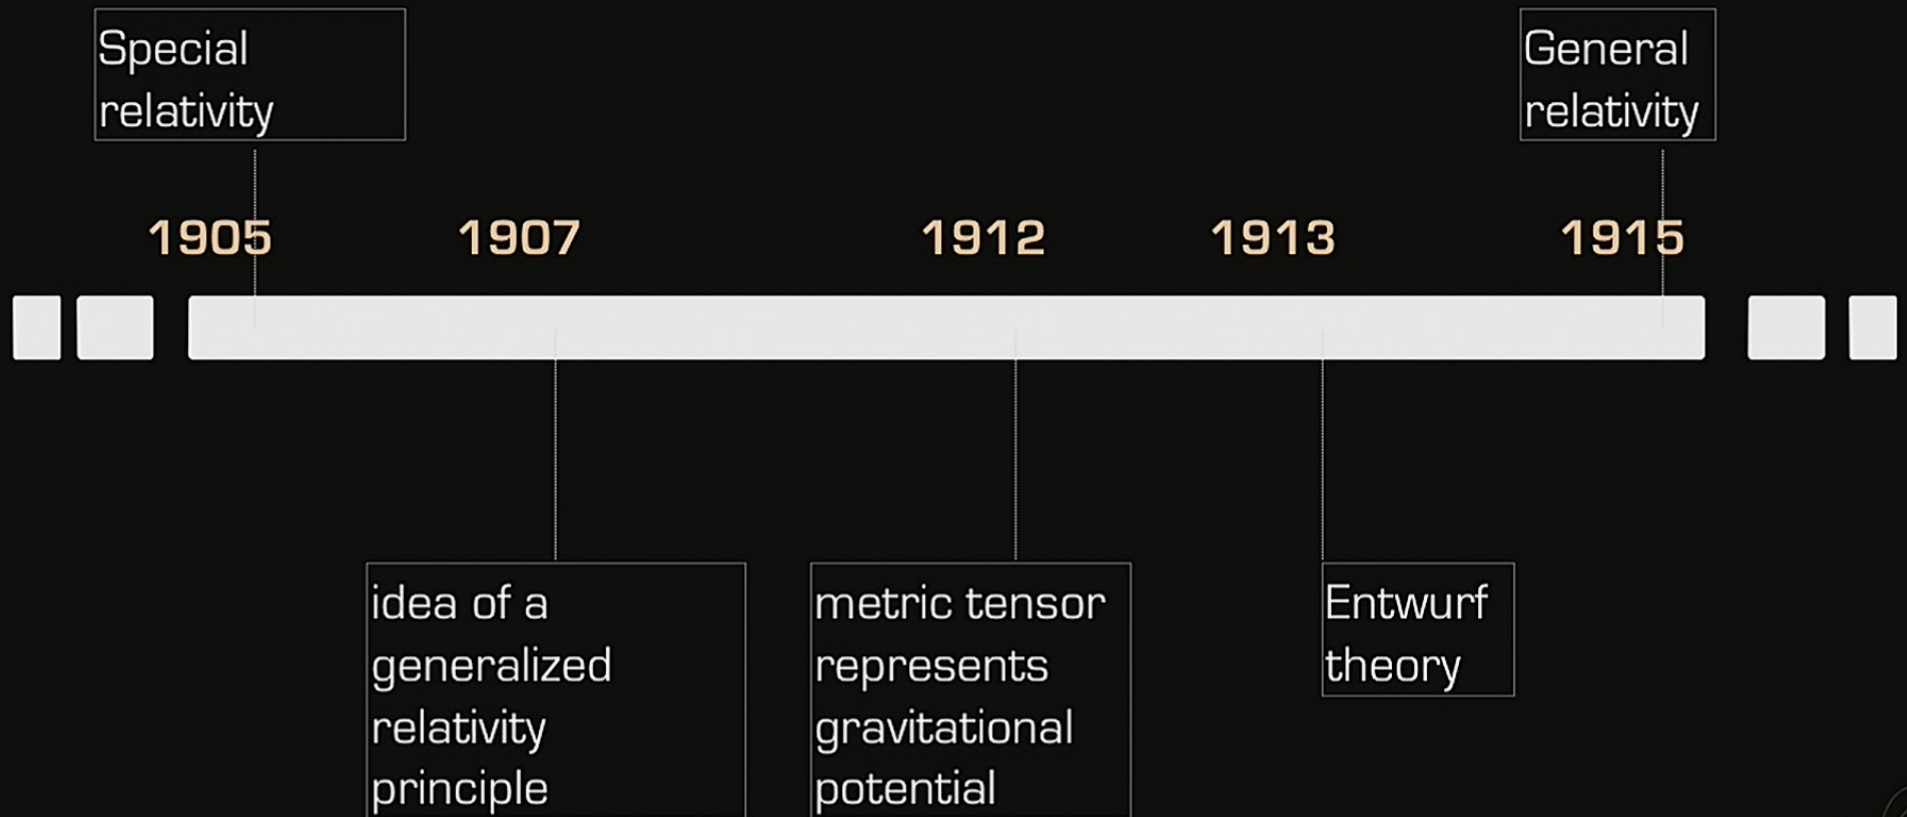 Special
relativity
General
relativity
1905
1907
1912
1913
1915
idea of a
generalized
relativity
principle
metric tensor
represents
gravitational
potential
Entwurf
theory